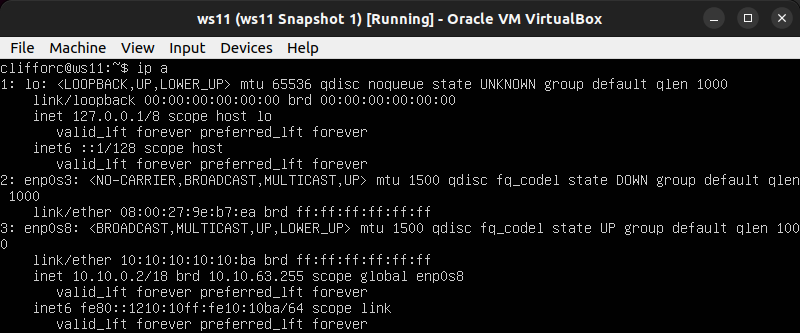 ws11 (ws11 Snapshot 1) [Running] - Oracle VM VirtualBox
File Machine View Input Devices Help
clifforc@ws11:~$ ip a
1: lo: <LOOPBACK,UP,LOWER_UP> mtu 65536 qdisc noqueue state UNKNOWN group default qlen 1000
    link/loopback 00:00:00:00:00:00 brd 00:00:00:00:00:00
    inet 127.0.0.1/8 scope host lo
       valid_lft forever preferred_lft forever
    inet6 ::1/128 scope host
       valid_lft forever preferred_lft forever
2: enp0s3: <NO-CARRIER,BROADCAST,MULTICAST,UP> mtu 1500 qdisc fq_codel state DOWN group default qlen
 1000
    link/ether 08:00:27:9e:b7:ea brd ff:ff:ff:ff:ff:ff
3: enp0s8: <BROADCAST,MULTICAST,UP,LOWER_UP> mtu 1500 qdisc fq_codel state UP group default qlen 100
0
    link/ether 10:10:10:10:10:ba brd ff:ff:ff:ff:ff:ff
    inet 10.10.0.2/18 brd 10.10.63.255 scope global enp0s8
       valid_lft forever preferred_lft forever
    inet6 fe80::1210:10ff:fe10:10ba/64 scope link
       valid_lft forever preferred_lft forever